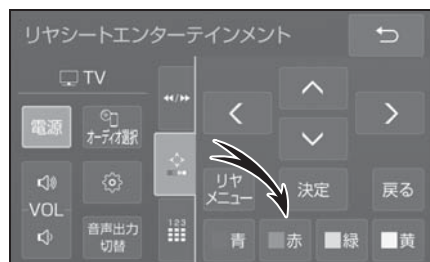 リヤシートエンターテインメント
TV
電源
オーディオ選択
VOL
音声出力
切替
123
リヤ
メニュー
決定
戻る
青
赤
緑
黄